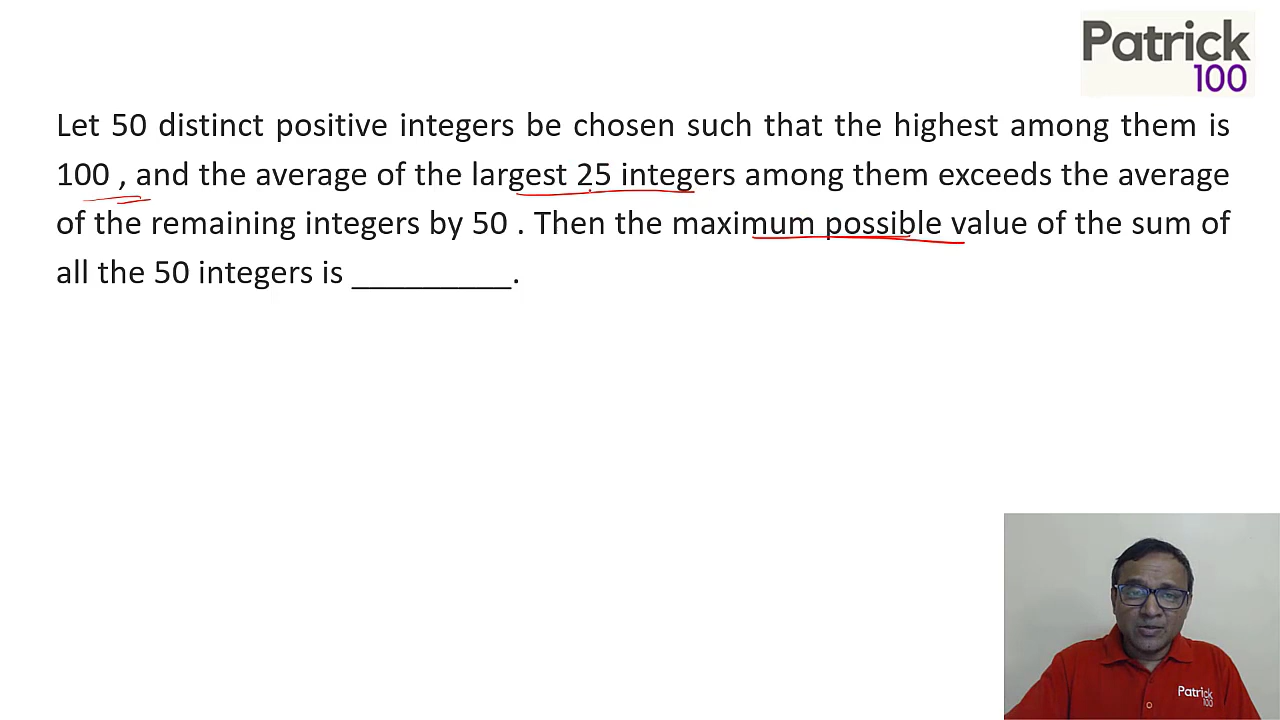 Patrick
100
Let 50 distinct positive integers be chosen such that the highest among them is
100 , and the average of the largest 25 integers among them exceeds the average
of the remaining integers by 50 . Then the maximum possible value of the sum of
all the 50 integers is _________.
Patrick
100